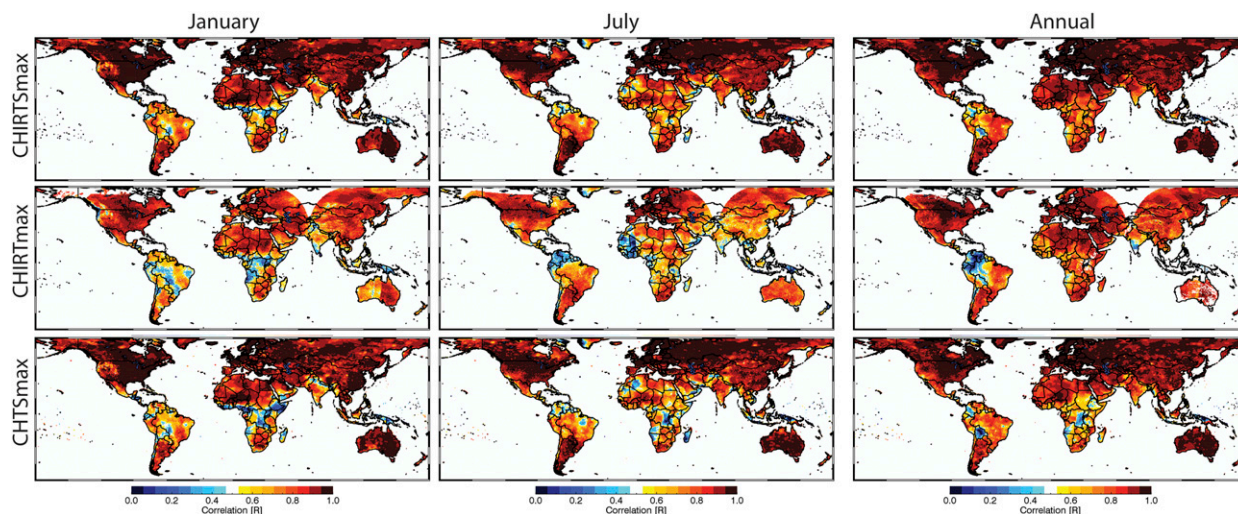 January July Annual
CHIRTSmax
CHIRTmax
CHTSmax
0.0 0.2 0.4 0.6 0.8 1.0 0.0 0.2 0.4 0.6 0.8 1.0 0.0 0.2 0.4 0.6 0.8 1.0
Correlation [R] Correlation [R] Correlation [R]